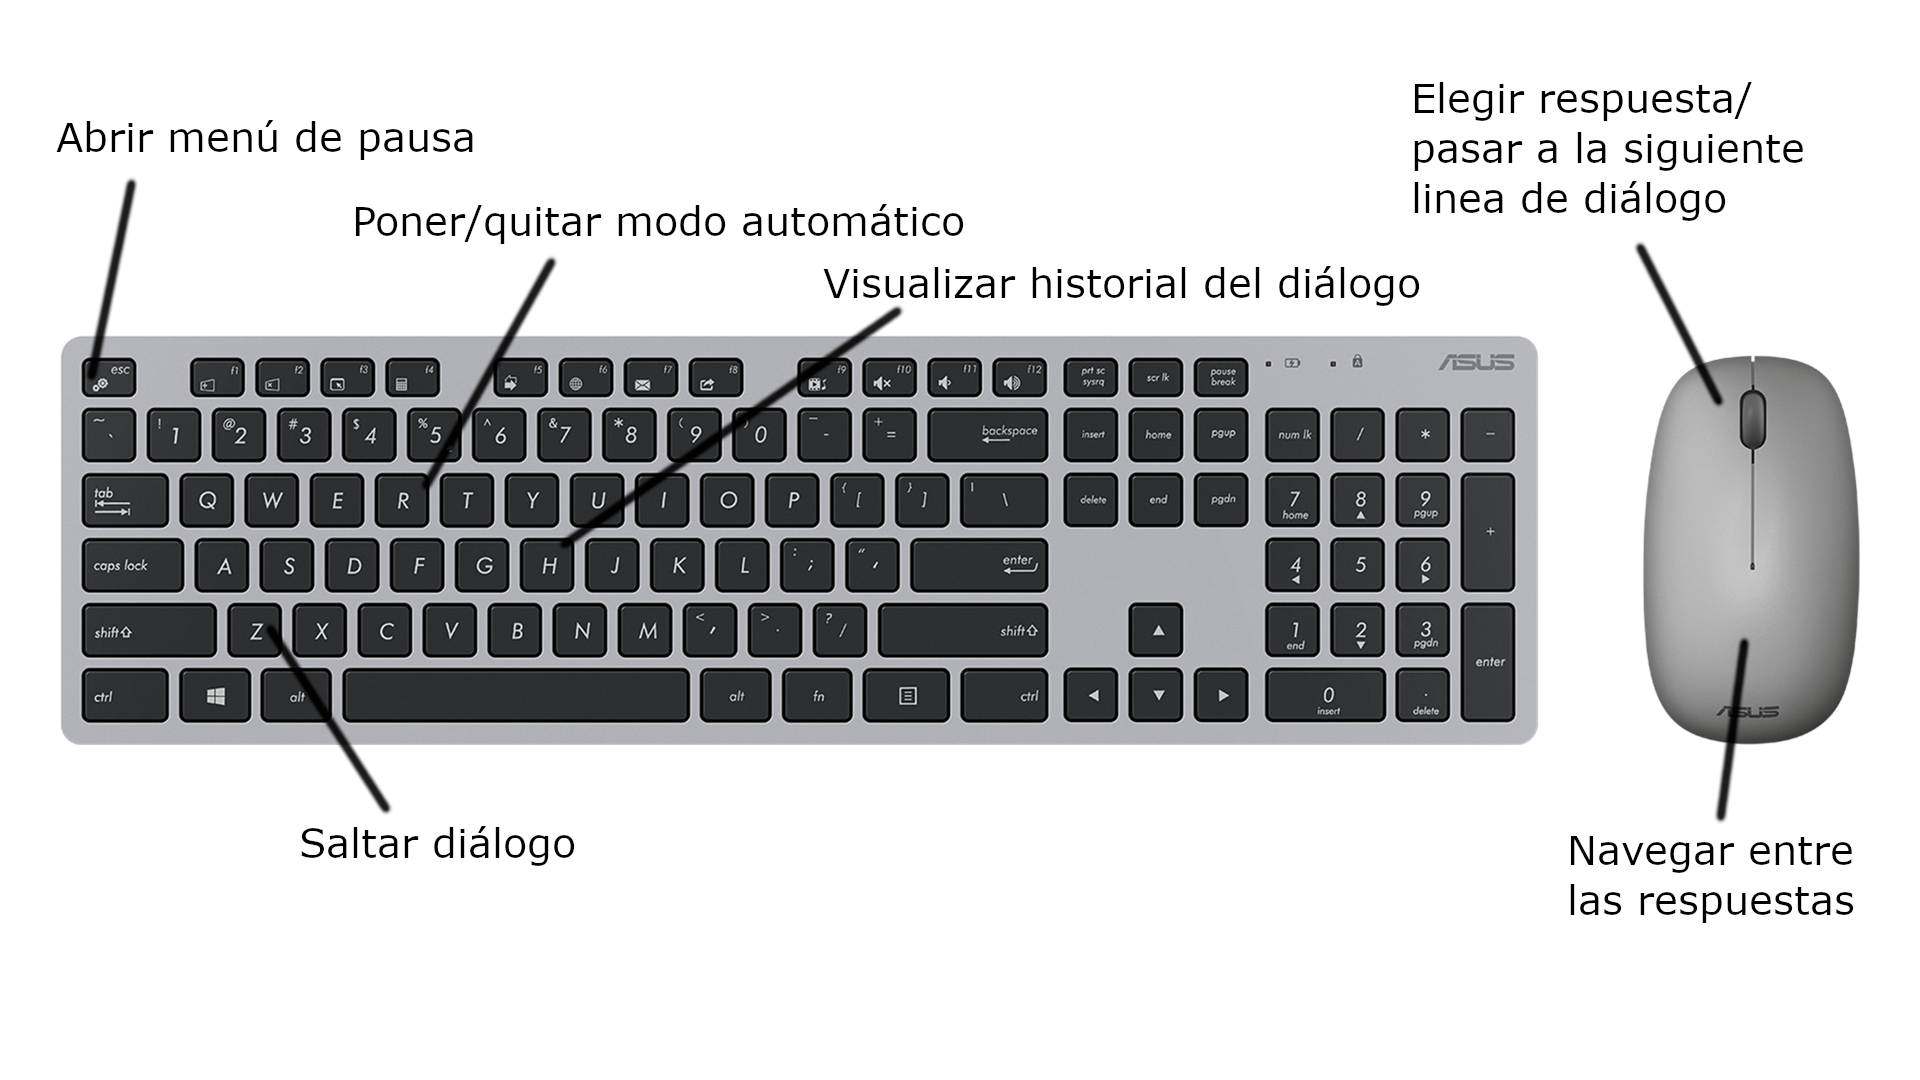 Elegir respuesta/
pasar a la siguiente
linea de diálogo
Abrir menú de pausa
Poner/quitar modo automático
Visualizar historial del diálogo
esc f1 f2 f3 f4 f5 f6 f7 f8 f9 f10 f11 f12 prt sc sysrq scr lk pause break
ASUS
~ ` ! 1 @ 2 # 3 $ 4 % 5 ^ 6 & 7 * 8 ( 9 ) 0 _ - + = backspace insert home pgup num lk / * -
tab Q W E R T Y U I O P { [ } ] | \ delete end pgdn 7 home 8 ▲ 9 pgup +
caps lock A S D F G H J K L : ; " ' enter 4 ◀ 5 6 ▶
shift Z X C V B N M < , > . ? / shift ▲ 1 end 2 ▼ 3 pgdn enter
ctrl alt alt fn ctrl ◀ ▼ ▶ 0 insert . delete
ASUS
Saltar diálogo
Navegar entre
las respuestas